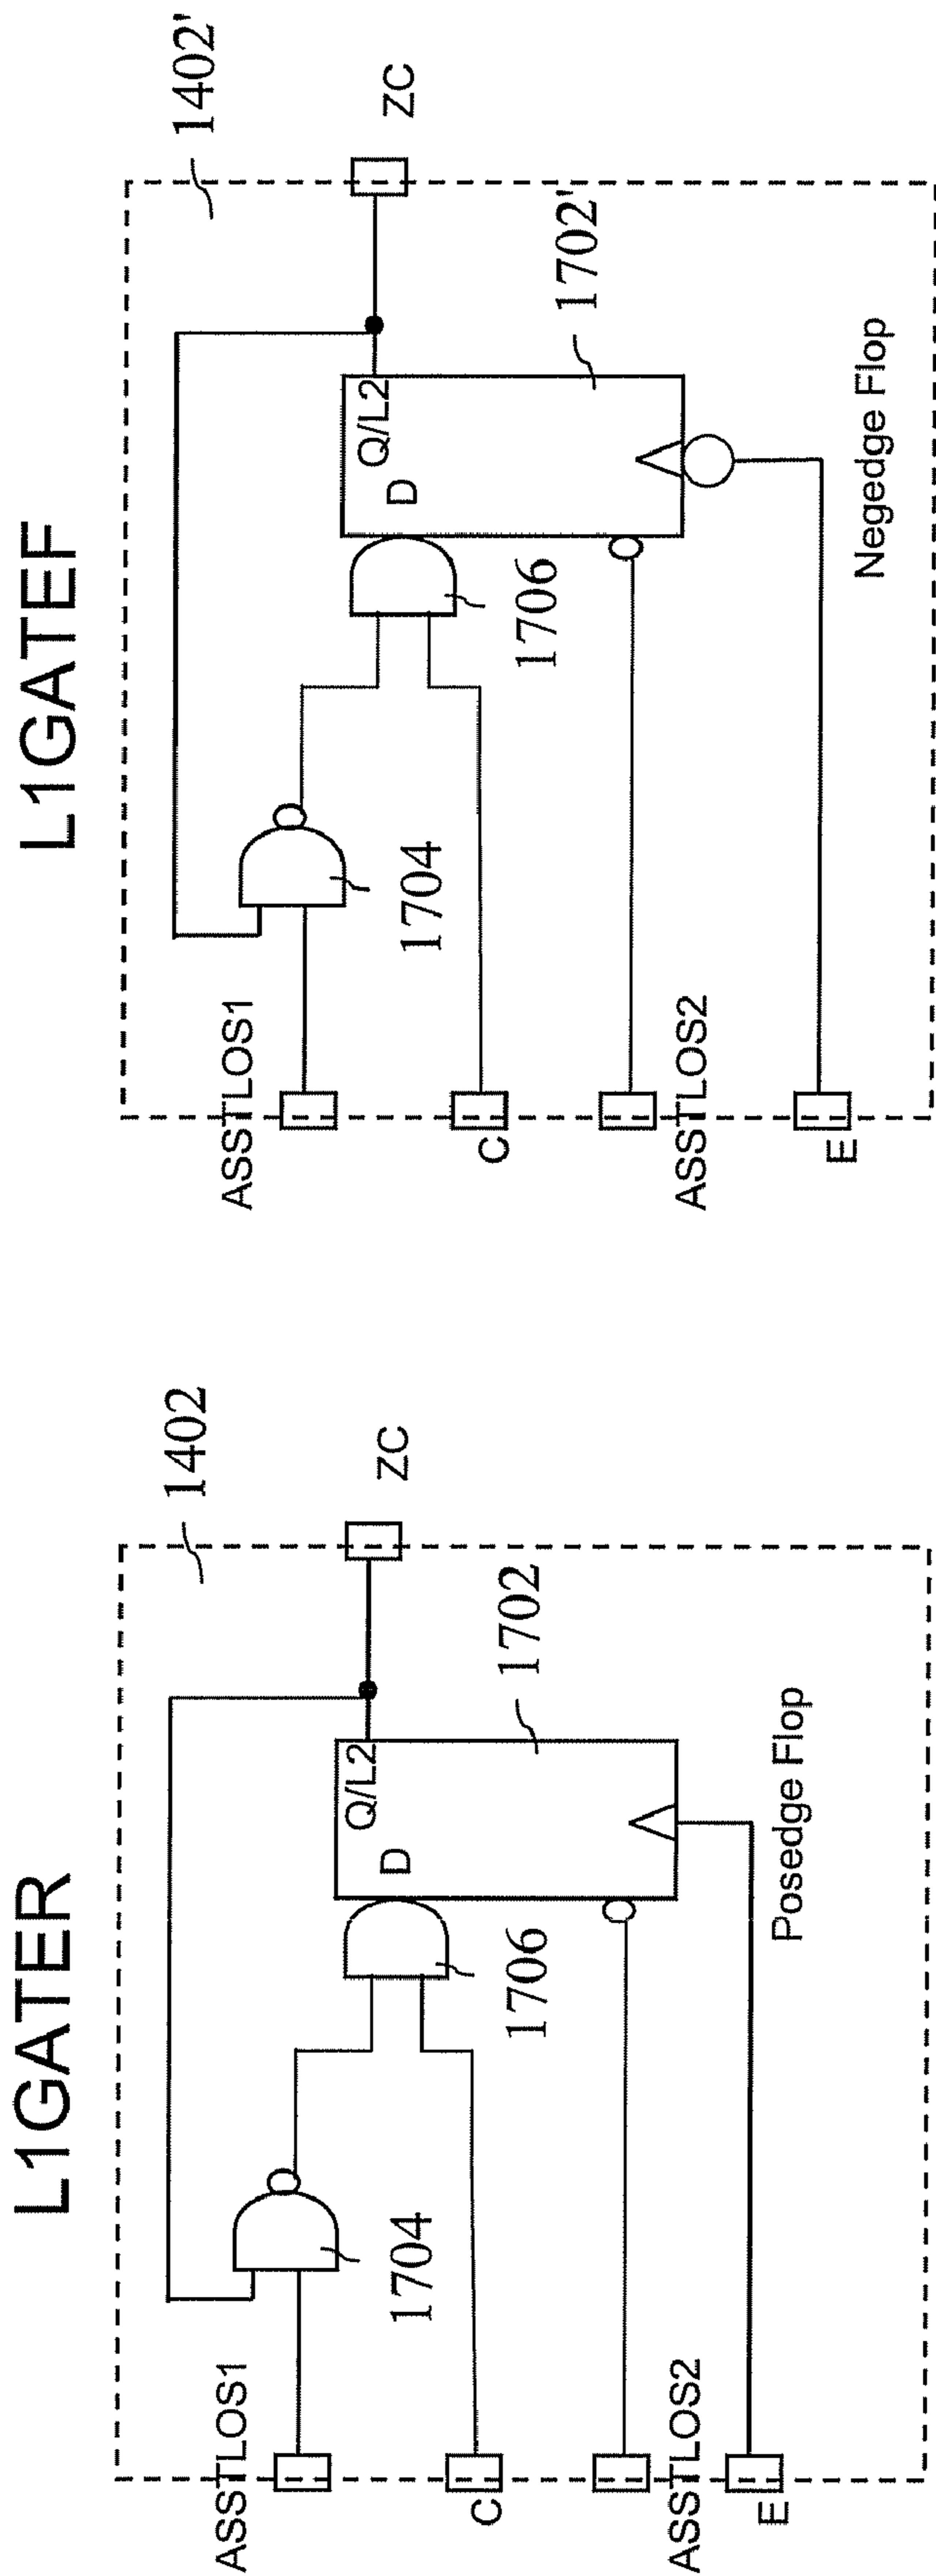 L1GATER
1402
ASSTLOS1
1704
C
1706
D
Q/L2
ZC
1702
ASSTLOS2
E
Posedge Flop
L1GATEF
1402'
ASSTLOS1
1704
C
1706
D
Q/L2
ZC
1702'
ASSTLOS2
E
Negedge Flop